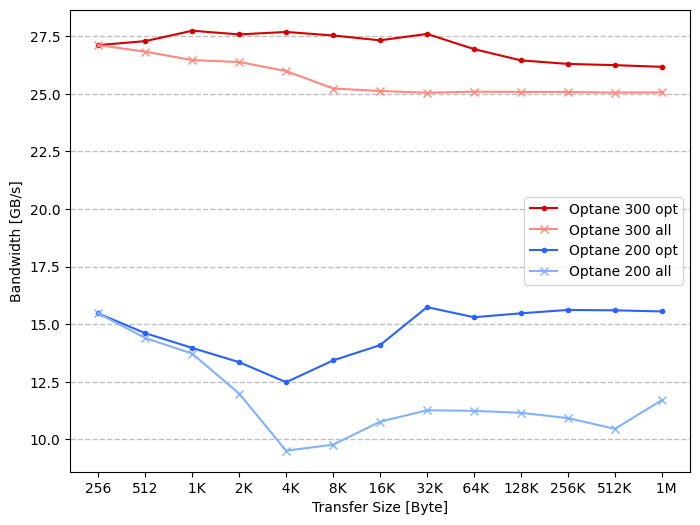 Bandwidth [GB/s]
27.5
25.0
22.5
20.0
17.5
15.0
12.5
10.0
Optane 300 opt
Optane 300 all
Optane 200 opt
Optane 200 all
256 512 1K 2K 4K 8K 16K 32K 64K 128K 256K 512K 1M
Transfer Size [Byte]